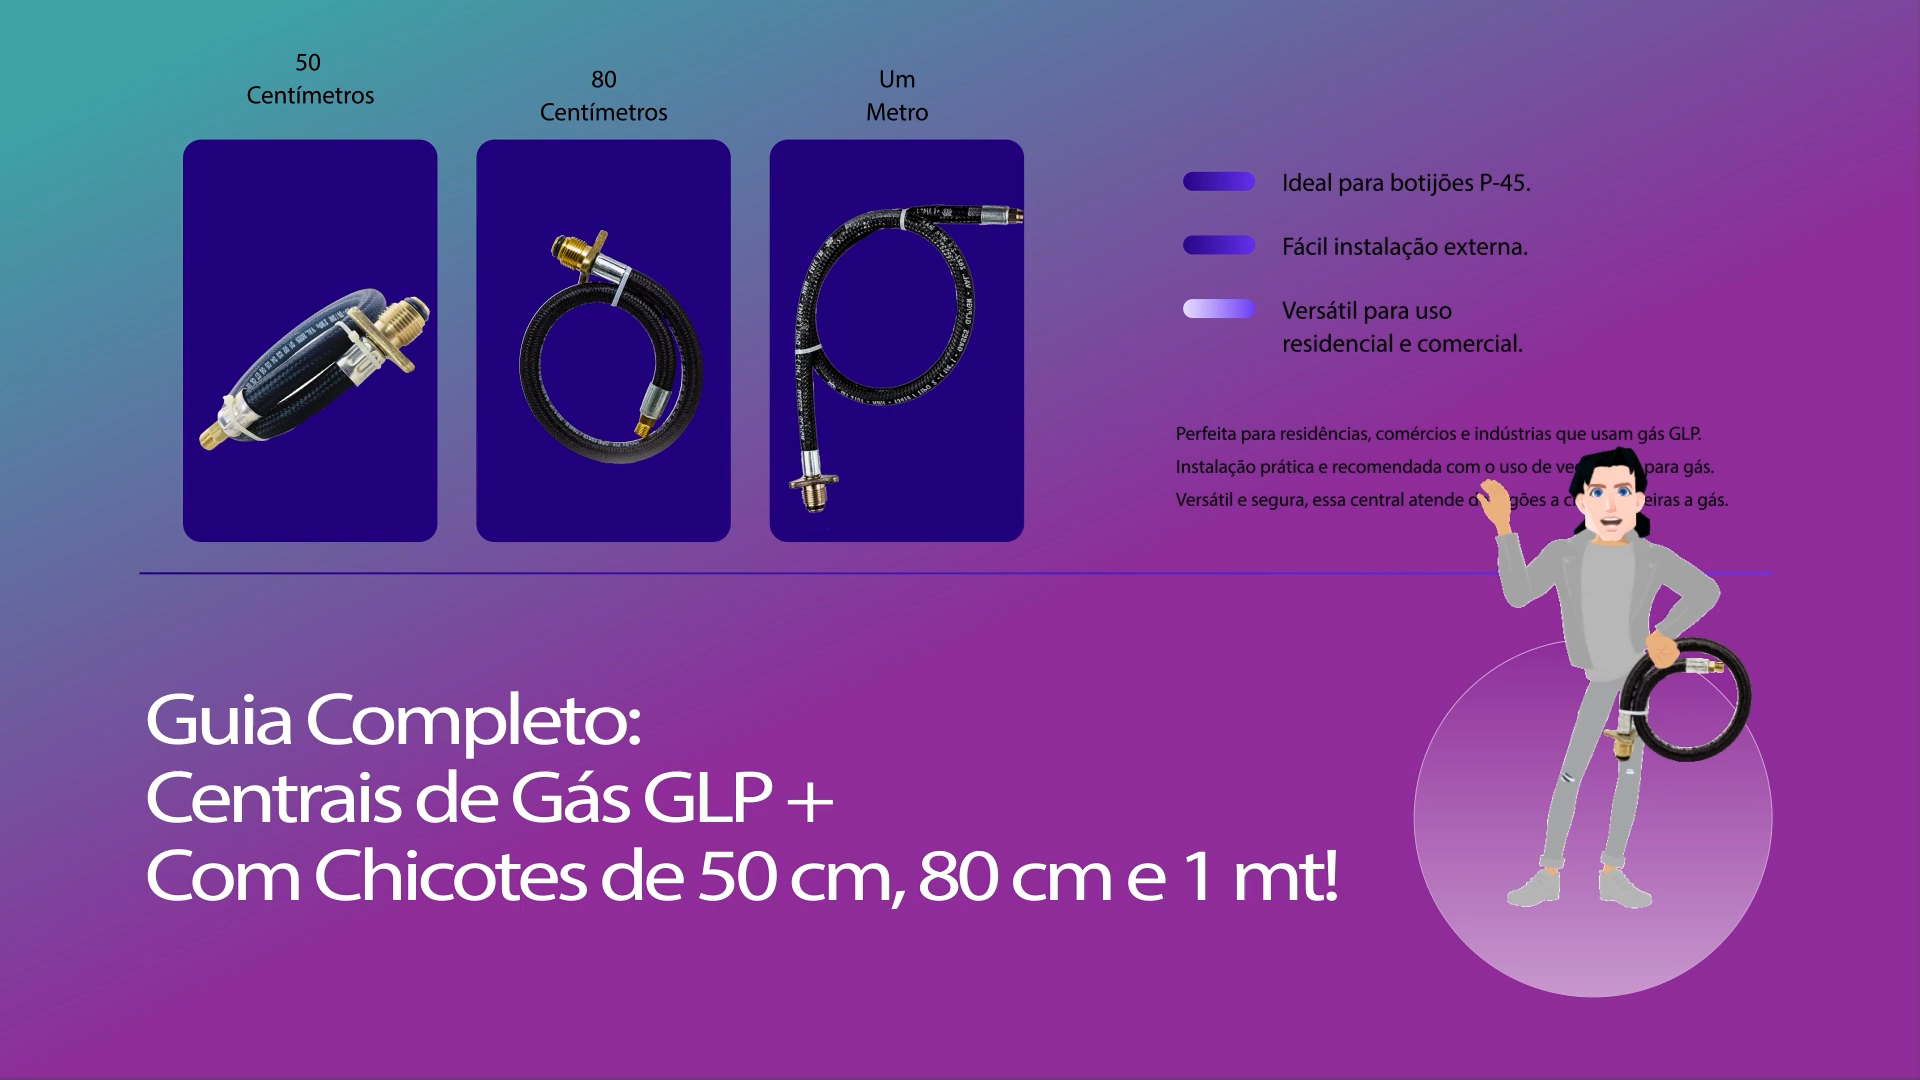 50
Centímetros
80
Centímetros
Um
Metro
Ideal para botijões P-45.
Fácil instalação externa.
Versátil para uso
residencial e comercial.
Perfeita para residências, comércios e indústrias que usam gás GLP.
Instalação prática e recomendada com o uso de para gás.
Versátil e segura, essa central atende a a gás.
Guia Completo:
Centrais de Gás GLP +
Com Chicotes de 50 cm, 80 cm e 1 mt!